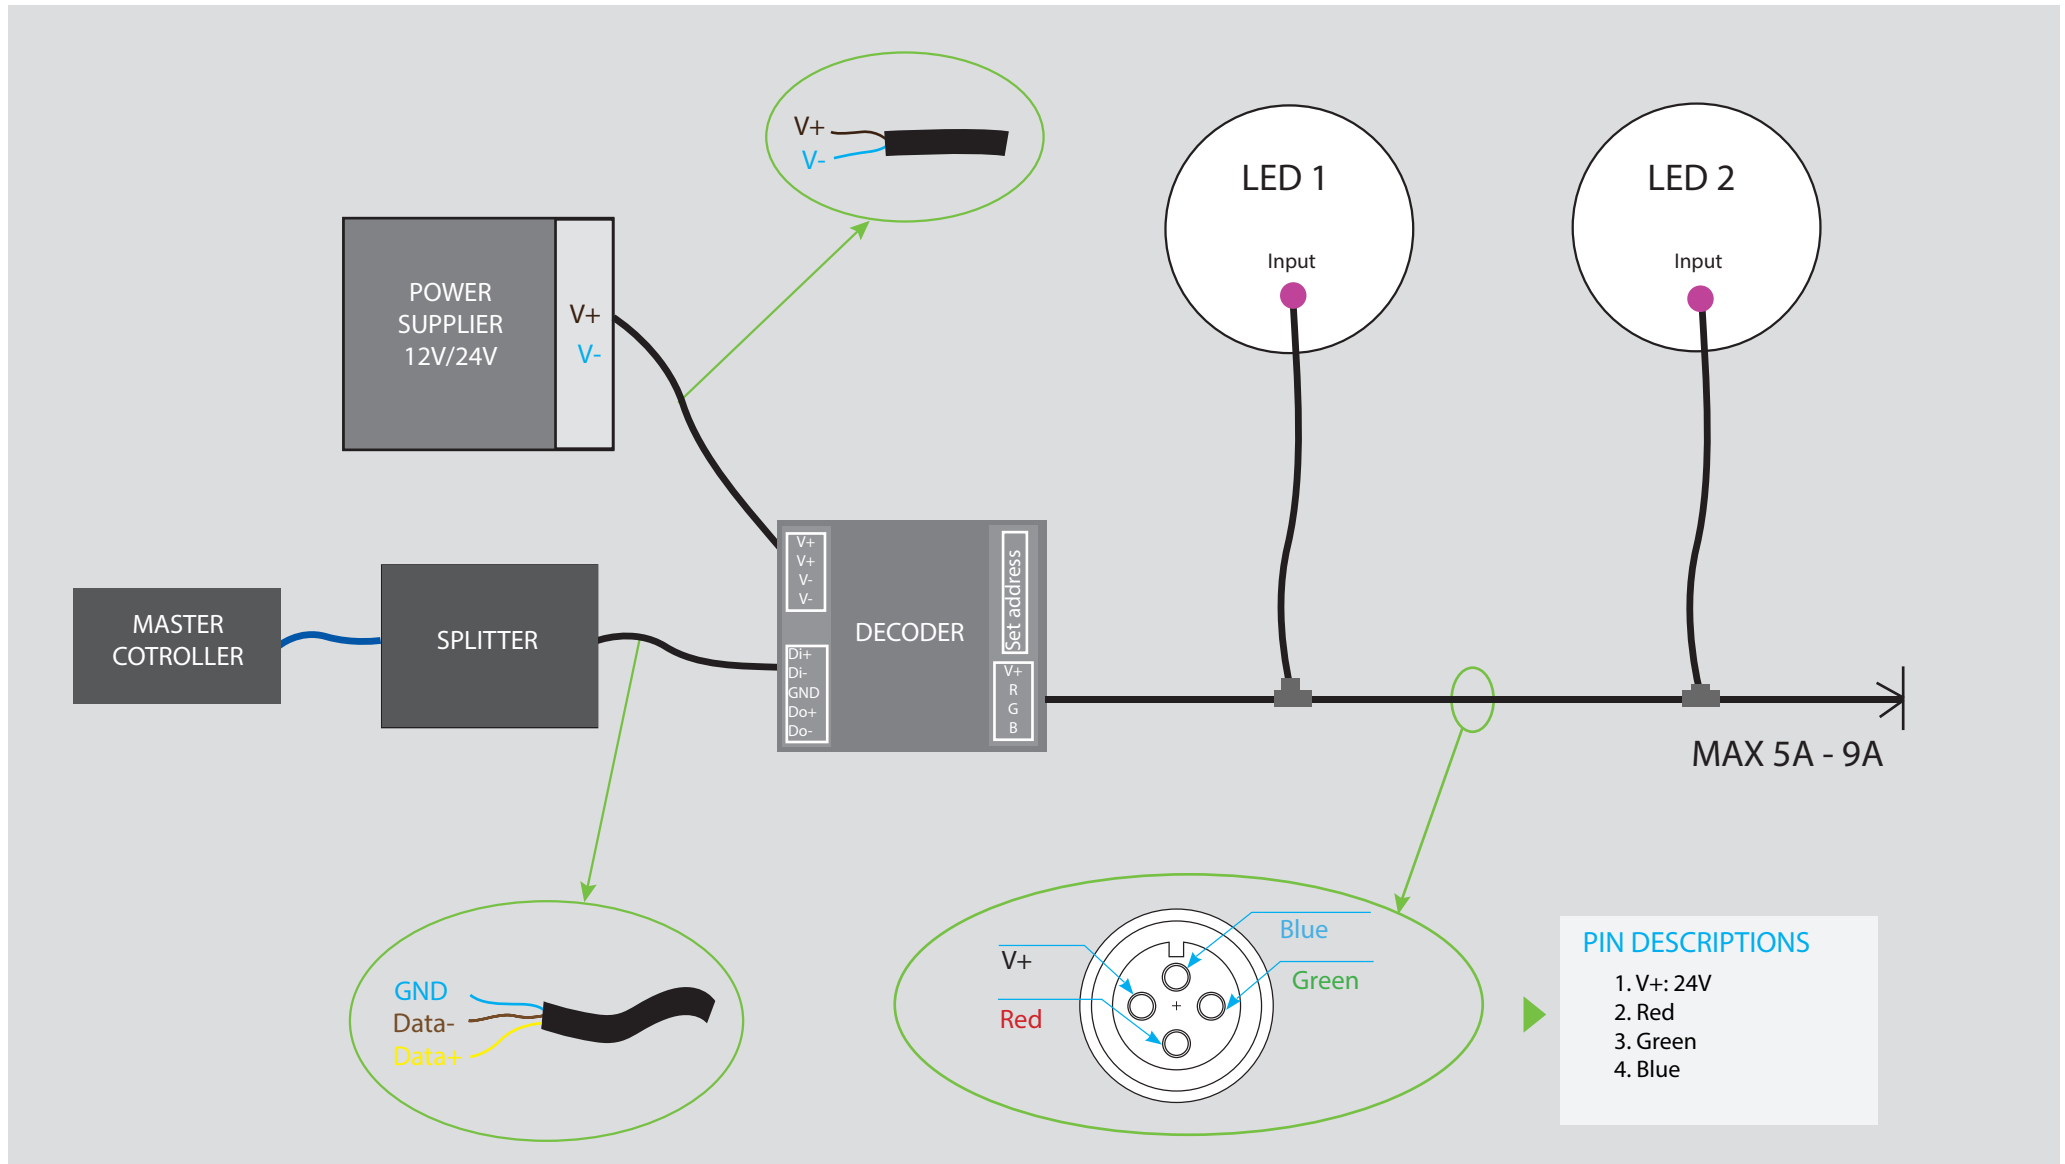 V+
V-
LED 1
Input
LED 2
Input
POWER
SUPPLIER
12V/24V
V+
V-
MASTER
COTROLLER
SPLITTER
V+
V+
V-
V-
Di+
Di-
GND
Do+
Do-
DECODER
Set address
V+
R
G
B
MAX 5A - 9A
GND
Data-
Data+
V+
Red
Blue
Green
PIN DESCRIPTIONS
1. V+: 24V
2. Red
3. Green
4. Blue